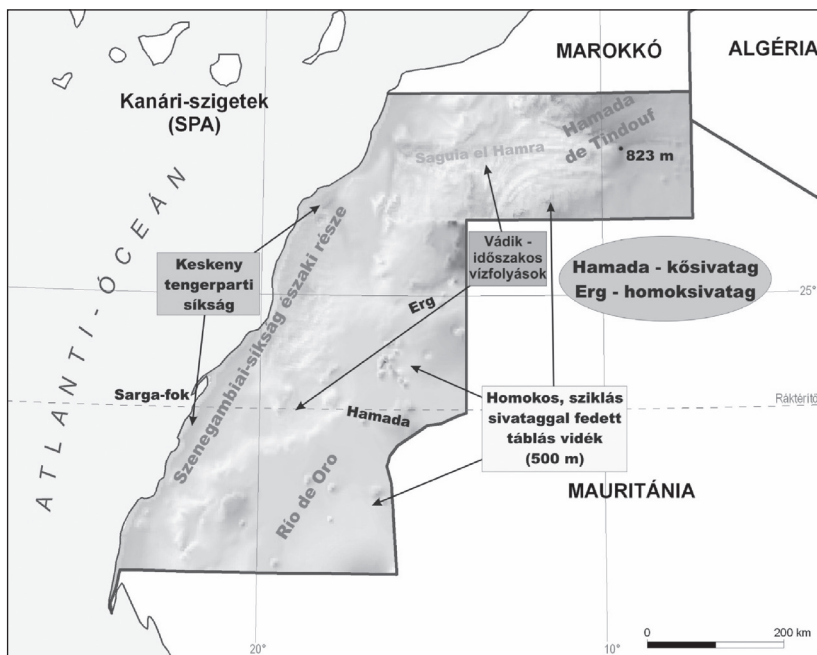 MAROKKÓ
ALGÉRIA
Kanári-szigetek
(SPA)
Hamada
de Tindouf
823 m
Saguia el Hamra
ATLANTI-ÓCEÁN
Keskeny
tengerparti
síkság
Vádik -
időszakos
vízfolyások
Hamada - kősivatag
Erg - homoksivatag
Szenegambiai-síkság északi része
Erg
25°
Sarga-fok
Hamada
Homokos, sziklás
sivataggal fedett
táblás vidék
(500 m)
Ráktérítő
MAURITÁNIA
Río de Oro
20°
10°
0
200 km